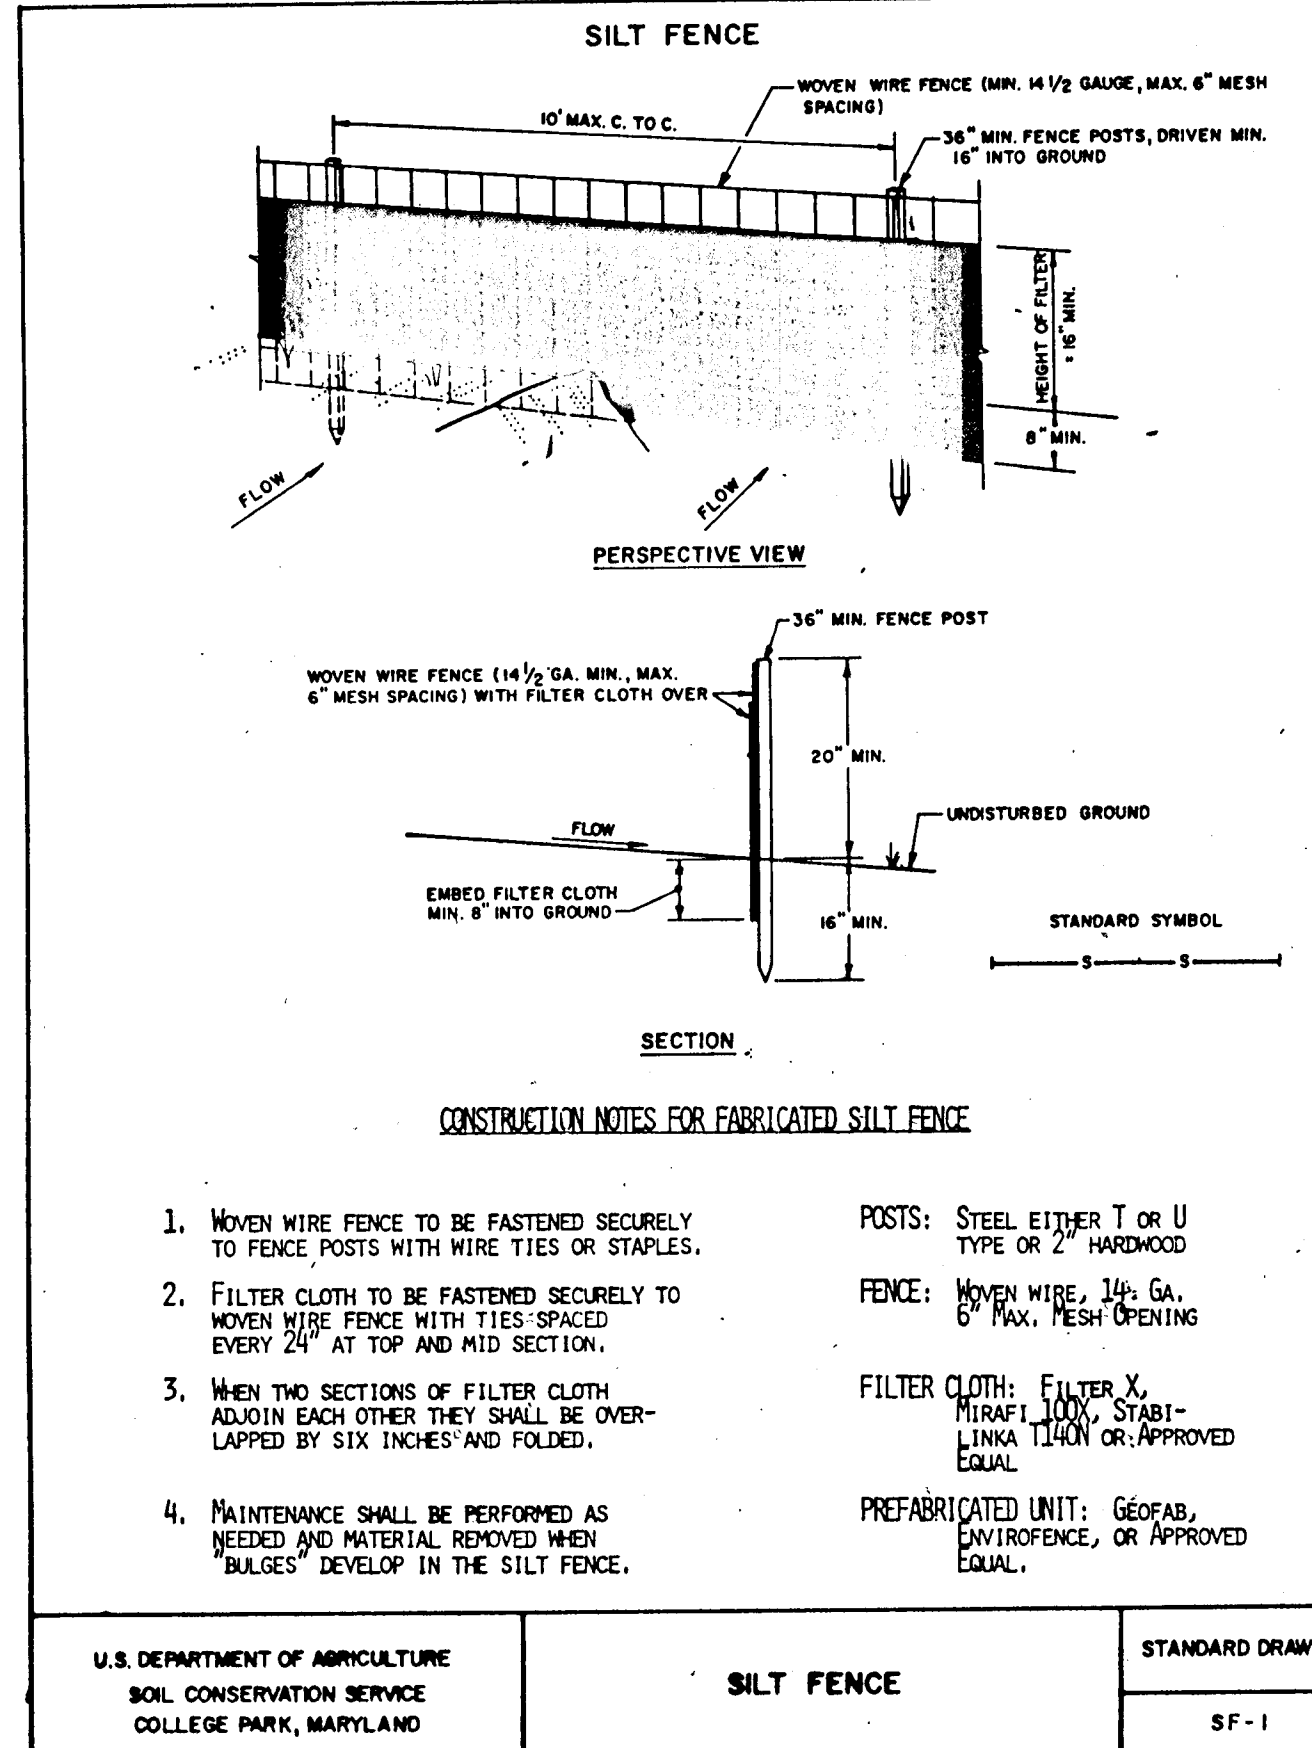 SILT FENCE
WOVEN WIRE FENCE (MIN. 14 1/2 GAUGE, MAX. 6" MESH
SPACING)
10' MAX. C. TO C.
36" MIN. FENCE POSTS, DRIVEN MIN.
16" INTO GROUND
HEIGHT OF FILTER
= 16" MIN.
8" MIN.
FLOW
FLOW
PERSPECTIVE VIEW
36" MIN. FENCE POST
WOVEN WIRE FENCE (14 1/2 GA. MIN., MAX.
6" MESH SPACING) WITH FILTER CLOTH OVER
20" MIN.
UNDISTURBED GROUND
FLOW
EMBED FILTER CLOTH
MIN. 8" INTO GROUND
16" MIN.
STANDARD SYMBOL
S S
SECTION
CONSTRUCTION NOTES FOR FABRICATED SILT FENCE
1. WOVEN WIRE FENCE TO BE FASTENED SECURELY
TO FENCE POSTS WITH WIRE TIES OR STAPLES.
2. FILTER CLOTH TO BE FASTENED SECURELY TO
WOVEN WIRE FENCE WITH TIES SPACED
EVERY 24" AT TOP AND MID SECTION.
3. WHEN TWO SECTIONS OF FILTER CLOTH
ADJOIN EACH OTHER THEY SHALL BE OVER-
LAPPED BY SIX INCHES AND FOLDED.
4. MAINTENANCE SHALL BE PERFORMED AS
NEEDED AND MATERIAL REMOVED WHEN
"BULGES" DEVELOP IN THE SILT FENCE.
POSTS: STEEL EITHER T OR U
TYPE OR 2" HARDWOOD
FENCE: WOVEN WIRE, GA.
6" MAX. MESH OPENING
FILTER CLOTH: FILTER X,
MIRAFI 100X, STABI-
LINKA T140N OR APPROVED
EQUAL
PREFABRICATED UNIT: GEOFAB,
ENVIROFENCE, OR APPROVED
EQUAL.
U.S. DEPARTMENT OF AGRICULTURE
SOIL CONSERVATION SERVICE
COLLEGE PARK, MARYLAND
SILT FENCE
STANDARD DRAW
SF-1